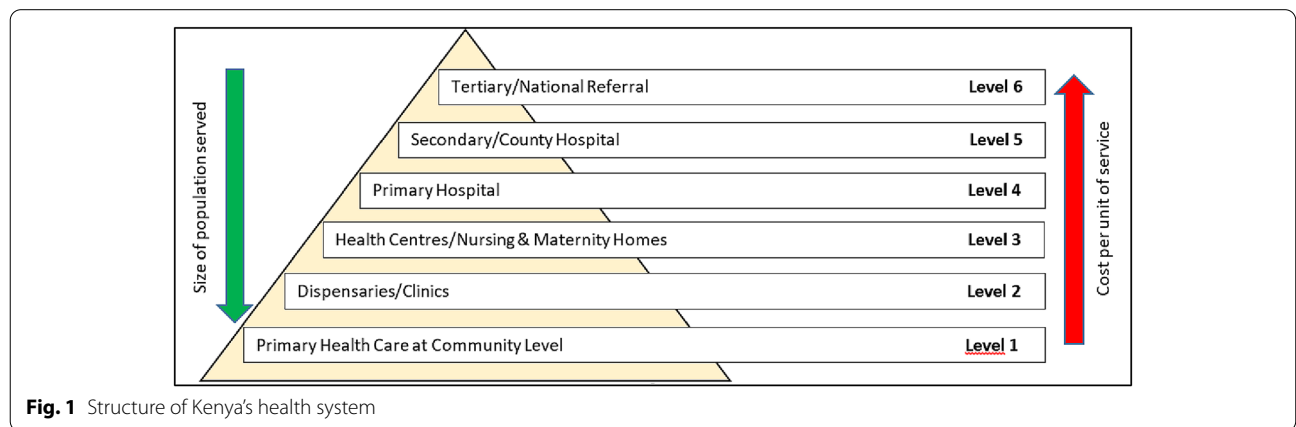 Size of population served
Tertiary/National Referral Level 6
Secondary/County Hospital Level 5
Primary Hospital Level 4
Health Centres/Nursing & Maternity Homes Level 3
Dispensaries/Clinics Level 2
Primary Health Care at Community Level Level 1
Cost per unit of service
Fig. 1 Structure of Kenya's health system